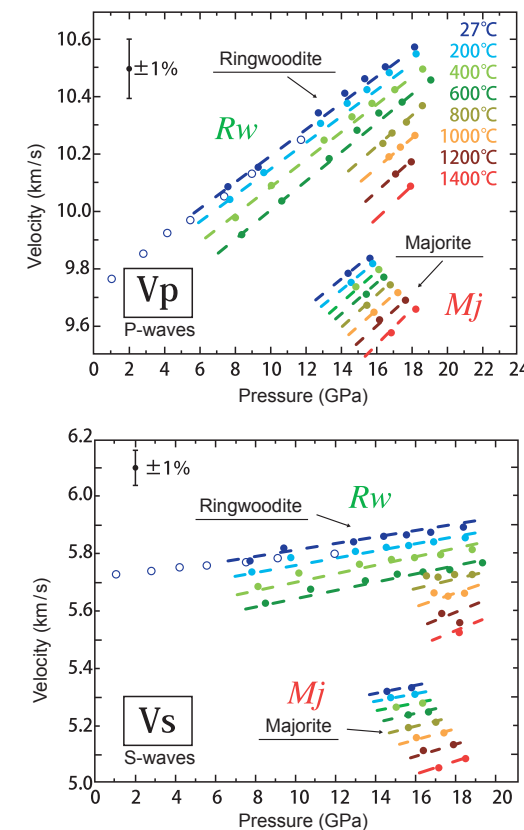 10.6
10.4
10.2
10.0
9.8
9.6
Velocity (km/s)
±1%
Ringwoodite
Rw
27℃
200℃
400℃
600℃
800℃
1000℃
1200℃
1400℃
Majorite
Mj
Vp
P-waves
0 2 4 6 8 10 12 14 16 18 20 22 24
Pressure (GPa)
6.2
6.0
5.8
5.6
5.4
5.2
5.0
Velocity (km/s)
±1%
Ringwoodite
Rw
Mj
Majorite
Vs
S-waves
0 2 4 6 8 10 12 14 16 18 20
Pressure (GPa)